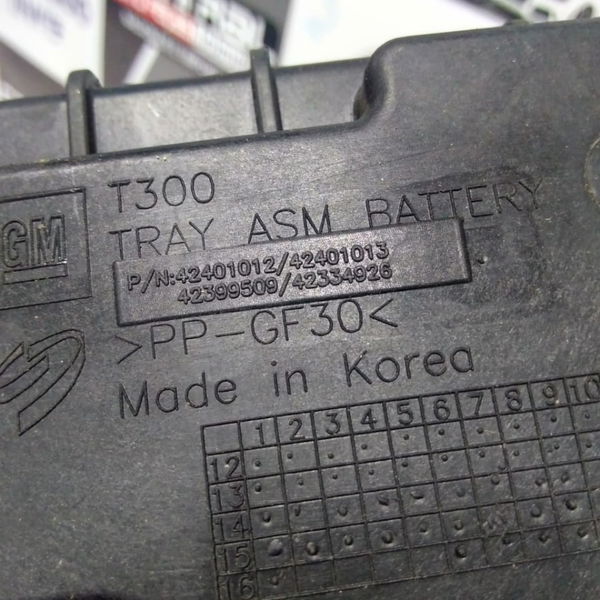 T300
GM
TRAY ASM BATTERY
P/N:42401012/42401013
42399509/42334926
>PP-GF30<
Made in Korea
1 2 3 4 5 6 7 8 9 10
12
13
14
15
16